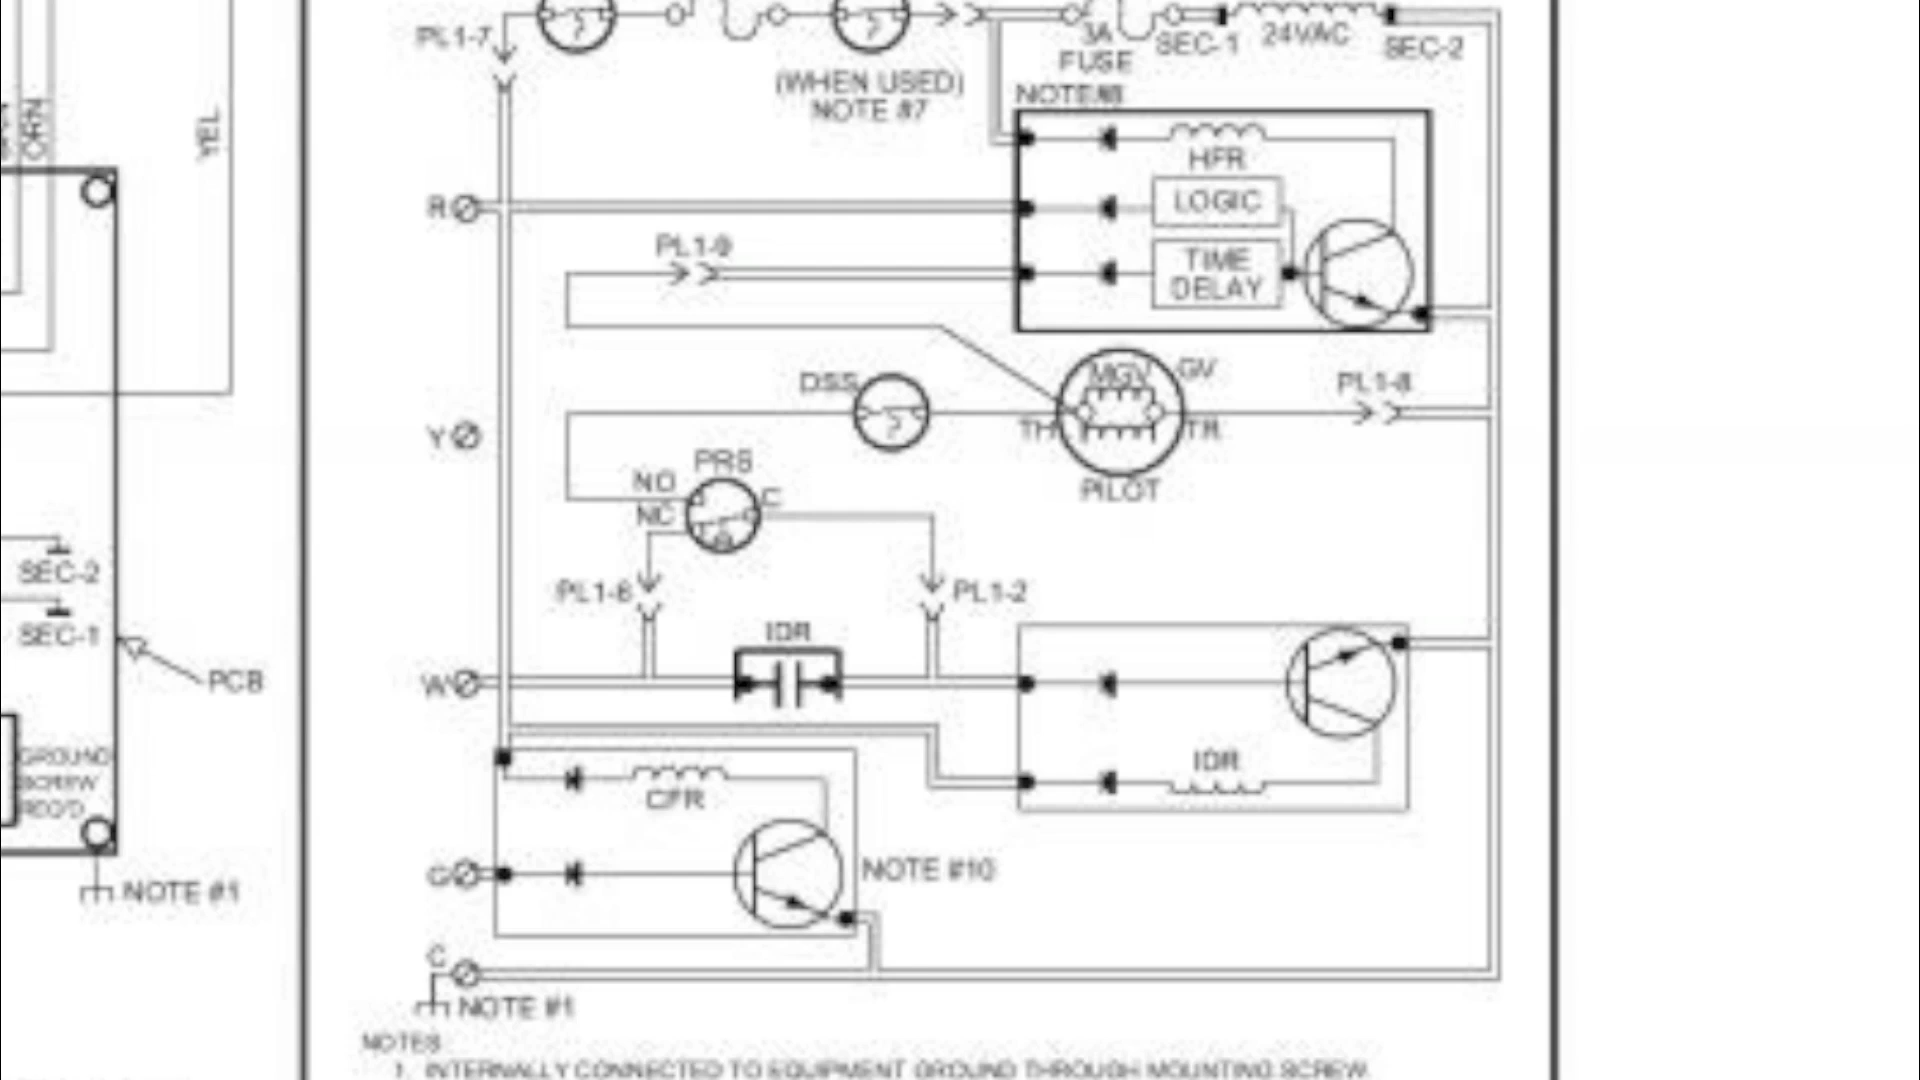 PL1-7
3A
FUSE
SEC-1
24VAC
SEC-2
(WHEN USED)
NOTE #7
ORN
YEL
HFR
R
LOGIC
PL1-9
TIME
DELAY
DSS
MGV
GV
PL1-8
Y
TH
TR
PRS
NO
C
PILOT
NC
SEC-2
PL1-6
PL1-2
SEC-1
IDR
PCB
W
GROUND
SCREW
REQ'D
IDR
CFR
G
NOTE #10
NOTE #1
C
NOTE #1
NOTES
1. INTERNALLY CONNECTED TO EQUIPMENT GROUND THROUGH MOUNTING SCREW